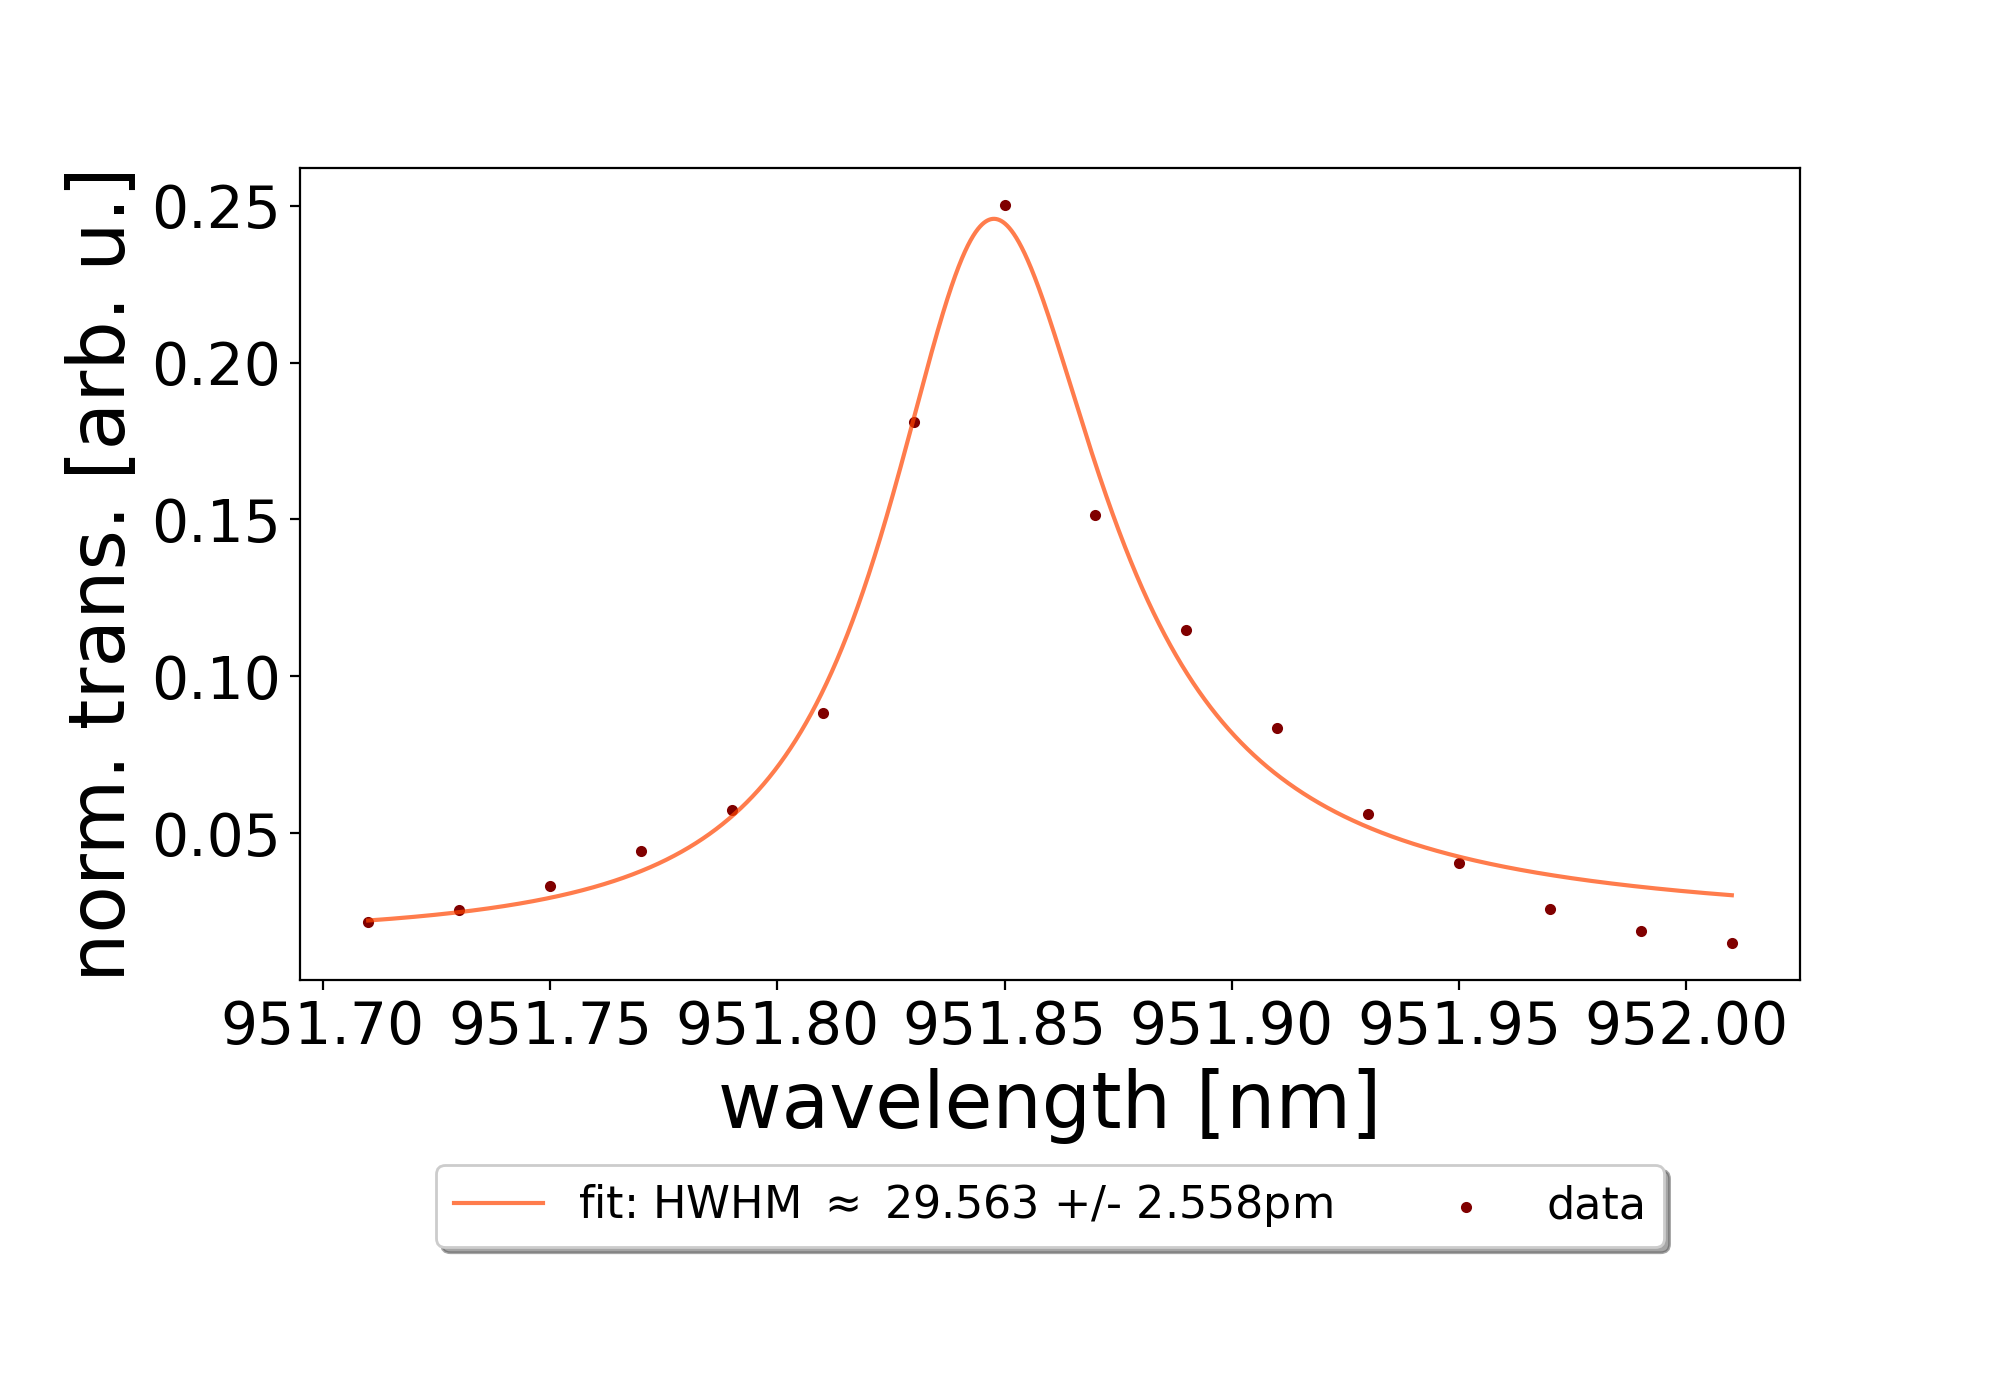 norm. trans. [arb. u.]
0.25
0.20
0.15
0.10
0.05
951.70 951.75 951.80 951.85 951.90 951.95 952.00
wavelength [nm]
fit: HWHM ≈ 29.563 +/- 2.558pm data